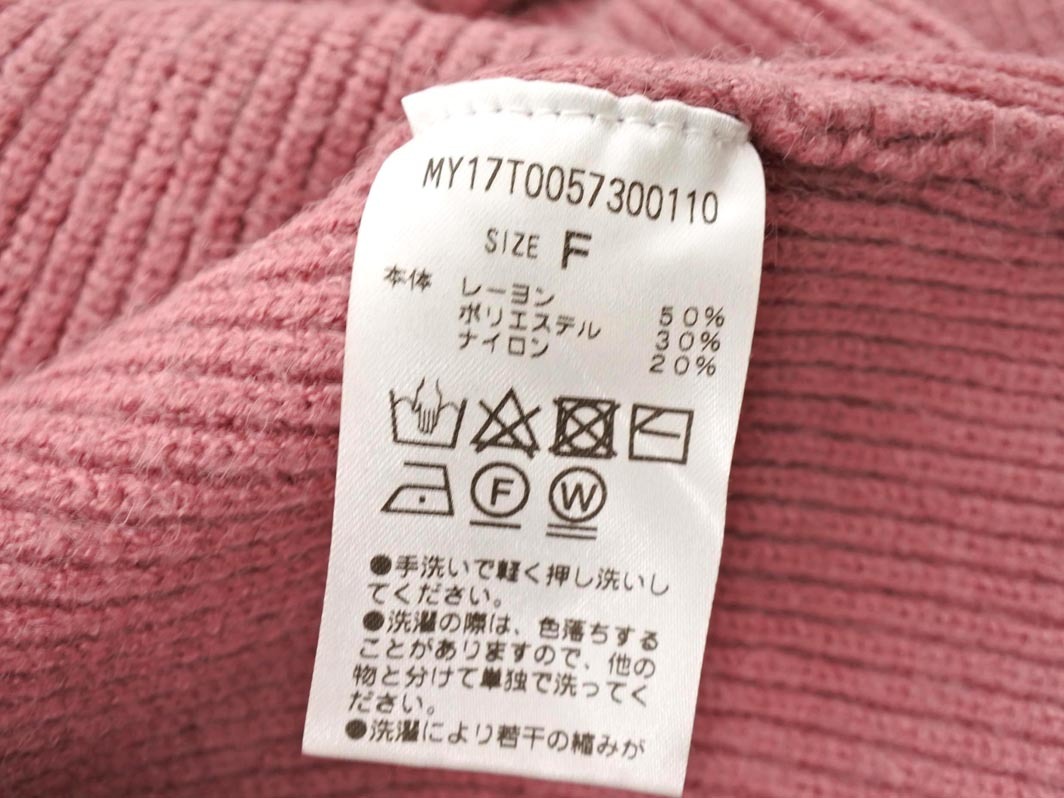 MY17T0057300110
SIZE F
本体 レーヨン 50%
ポリエステル 30%
ナイロン 20%
F W
●手洗いで軽く押し洗いし
てください。
●洗濯の際は、色落ちする
ことがありますので、他の
物と分けて単独で洗ってく
ださい。
●洗濯により若干の縮みが